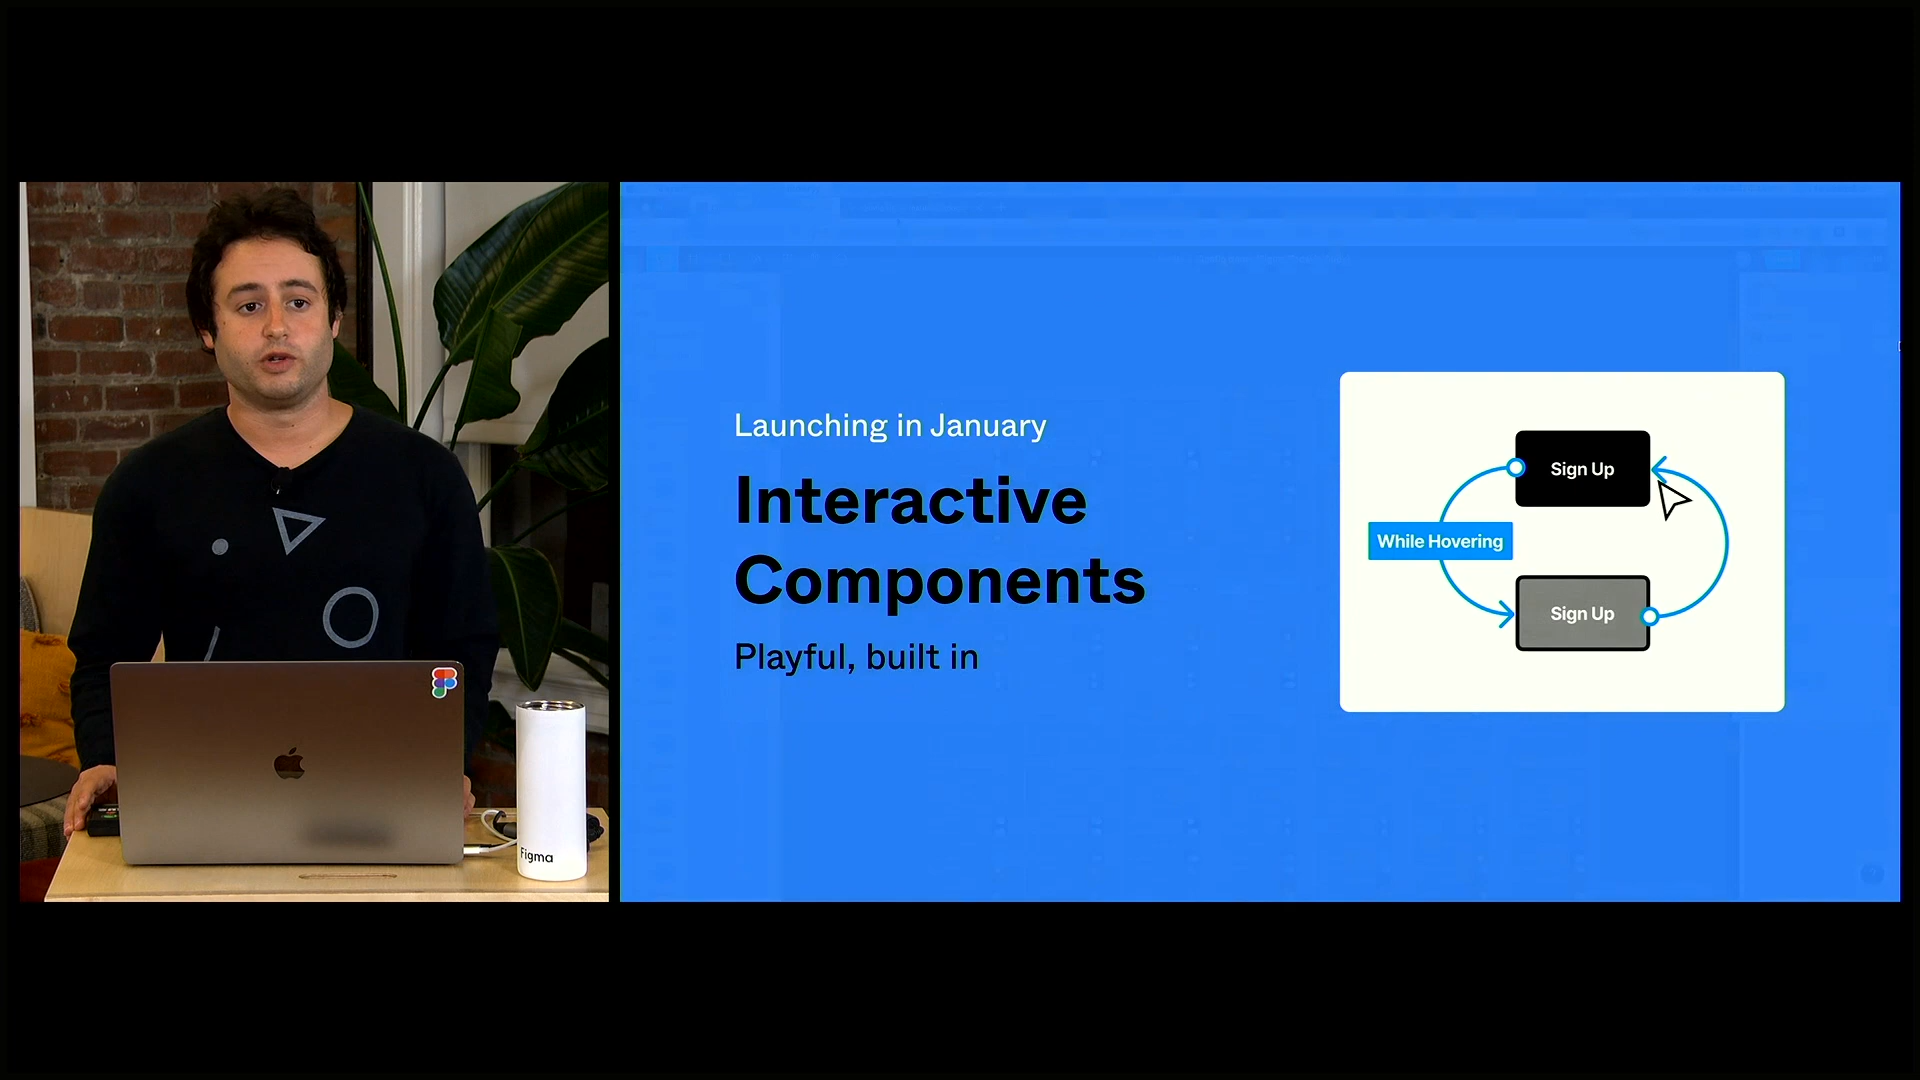 Launching in January
Interactive
Components
Playful, built in
Sign Up
While Hovering
Sign Up
Figma